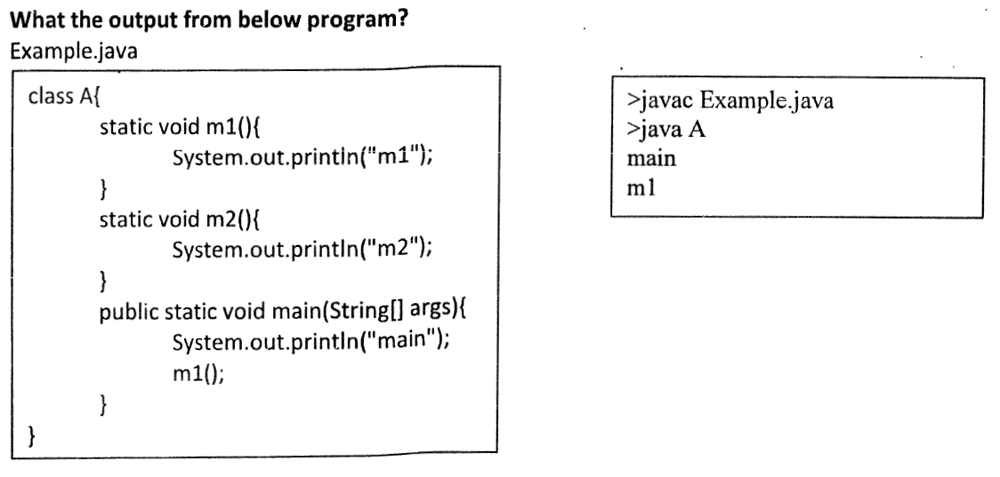 What the output from below program?
Example.java
class A{
static void m1(){
System.out.println("m1");
}
static void m2(){
System.out.println("m2");
}
public static void main(String[] args){
System.out.println("main");
m1();
}
}
>javac Example.java
>java A
main
m1